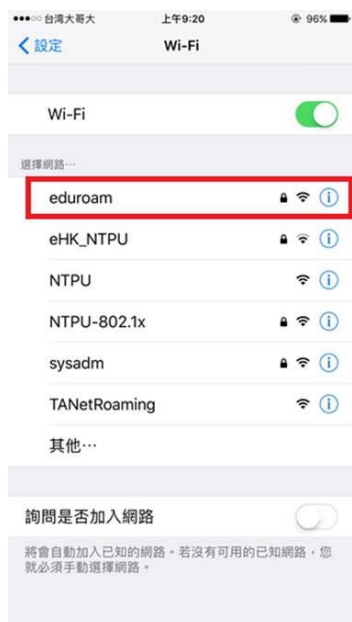 台灣大哥大 上午9:20 96%
設定 Wi-Fi
Wi-Fi
選擇網路⋯
eduroam
eHK_NTPU
NTPU
NTPU-802.1x
sysadm
TANetRoaming
其他⋯
詢問是否加入網路
將會自動加入已知的網路。若沒有可用的已知網路，您
就必須手動選擇網路。